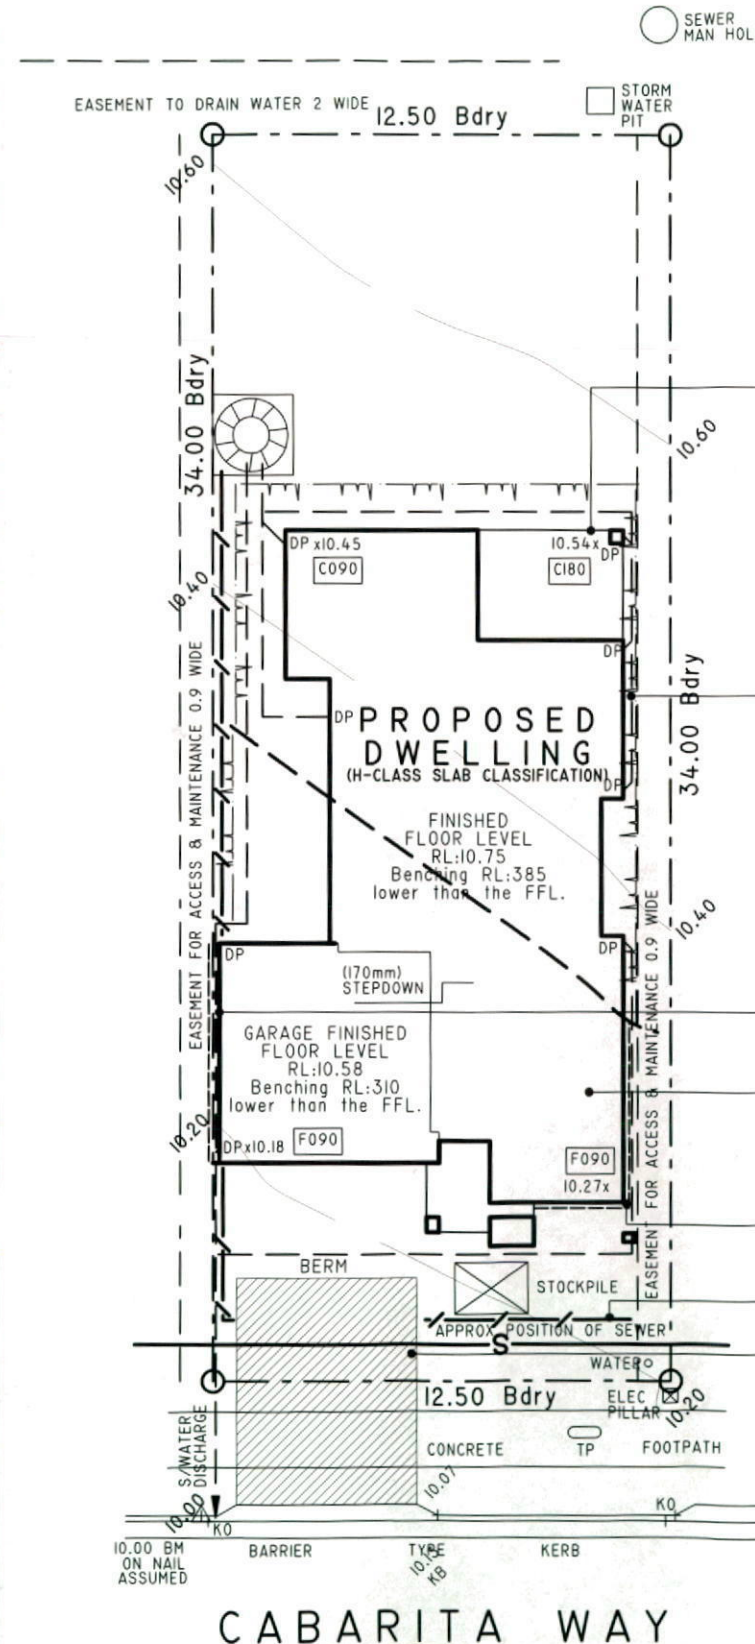 SEWER
MAN HOL
STORM
WATER
PIT
EASEMENT TO DRAIN WATER 2 WIDE
12.50 Bdry
10.60
34.00 Bdry
10.60
DP x10.45
10.54x
DP
C090
C180
10.40
DP
EASEMENT FOR ACCESS & MAINTENANCE 0.9 WIDE
34.00 Bdry
DP
PROPOSED
DWELLING
(H-CLASS SLAB CLASSIFICATION)
DP
FINISHED
FLOOR LEVEL
RL:10.75
Benching RL:385
lower than the FFL.
10.40
DP
DP
(170mm)
STEPDOWN
EASEMENT FOR ACCESS & MAINTENANCE 0.9 WIDE
GARAGE FINISHED
FLOOR LEVEL
RL:10.58
Benching RL:310
lower than the FFL.
10.20
DPx10.18
F090
F090
10.27x
BERM
STOCKPILE
APPROX POSITION OF SEWER
S
WATER
12.50 Bdry
ELEC
PILLAR
10.20
S/WATER
DISCHARGE
CONCRETE
TP
FOOTPATH
10.07
10.00
KO
KO
10.00 BM
ON NAIL
ASSUMED
BARRIER
TYPE
KERB
KB
CABARITA WAY